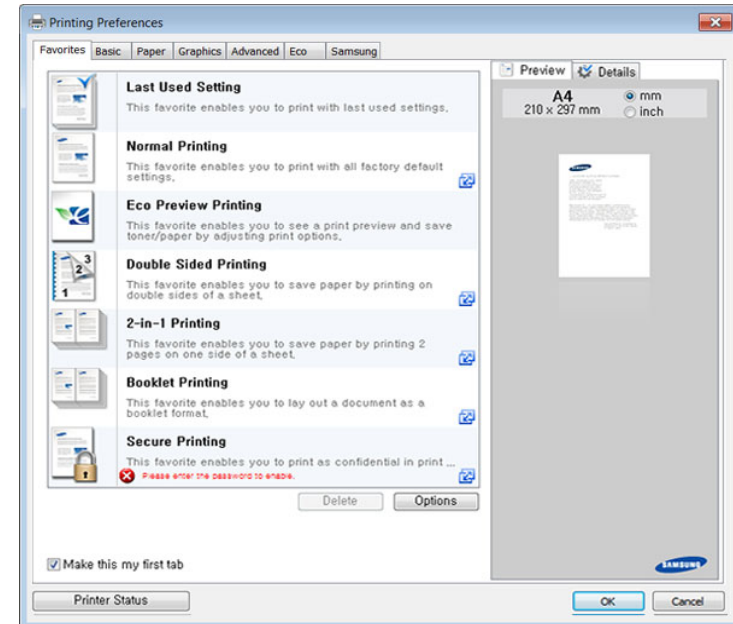 Printing Preferences
Favorites Basic Paper Graphics Advanced Eco Samsung
Last Used Setting
This favorite enables you to print with last used settings.
Normal Printing
This favorite enables you to print with all factory default
settings.
Eco Preview Printing
This favorite enables you to see a print preview and save
toner/paper by adjusting print options.
Double Sided Printing
This favorite enables you to save paper by printing on
double sides of a sheet.
2-in-1 Printing
This favorite enables you to save paper by printing 2
pages on one side of a sheet.
Booklet Printing
This favorite enables you to lay out a document as a
booklet format.
Secure Printing
This favorite enables you to print as confidential in print ...
Please enter the password to enable.
1 2 3
Delete Options
Make this my first tab
Printer Status
Preview Details
A4
210 x 297 mm
mm
inch
SAMSUNG
OK Cancel